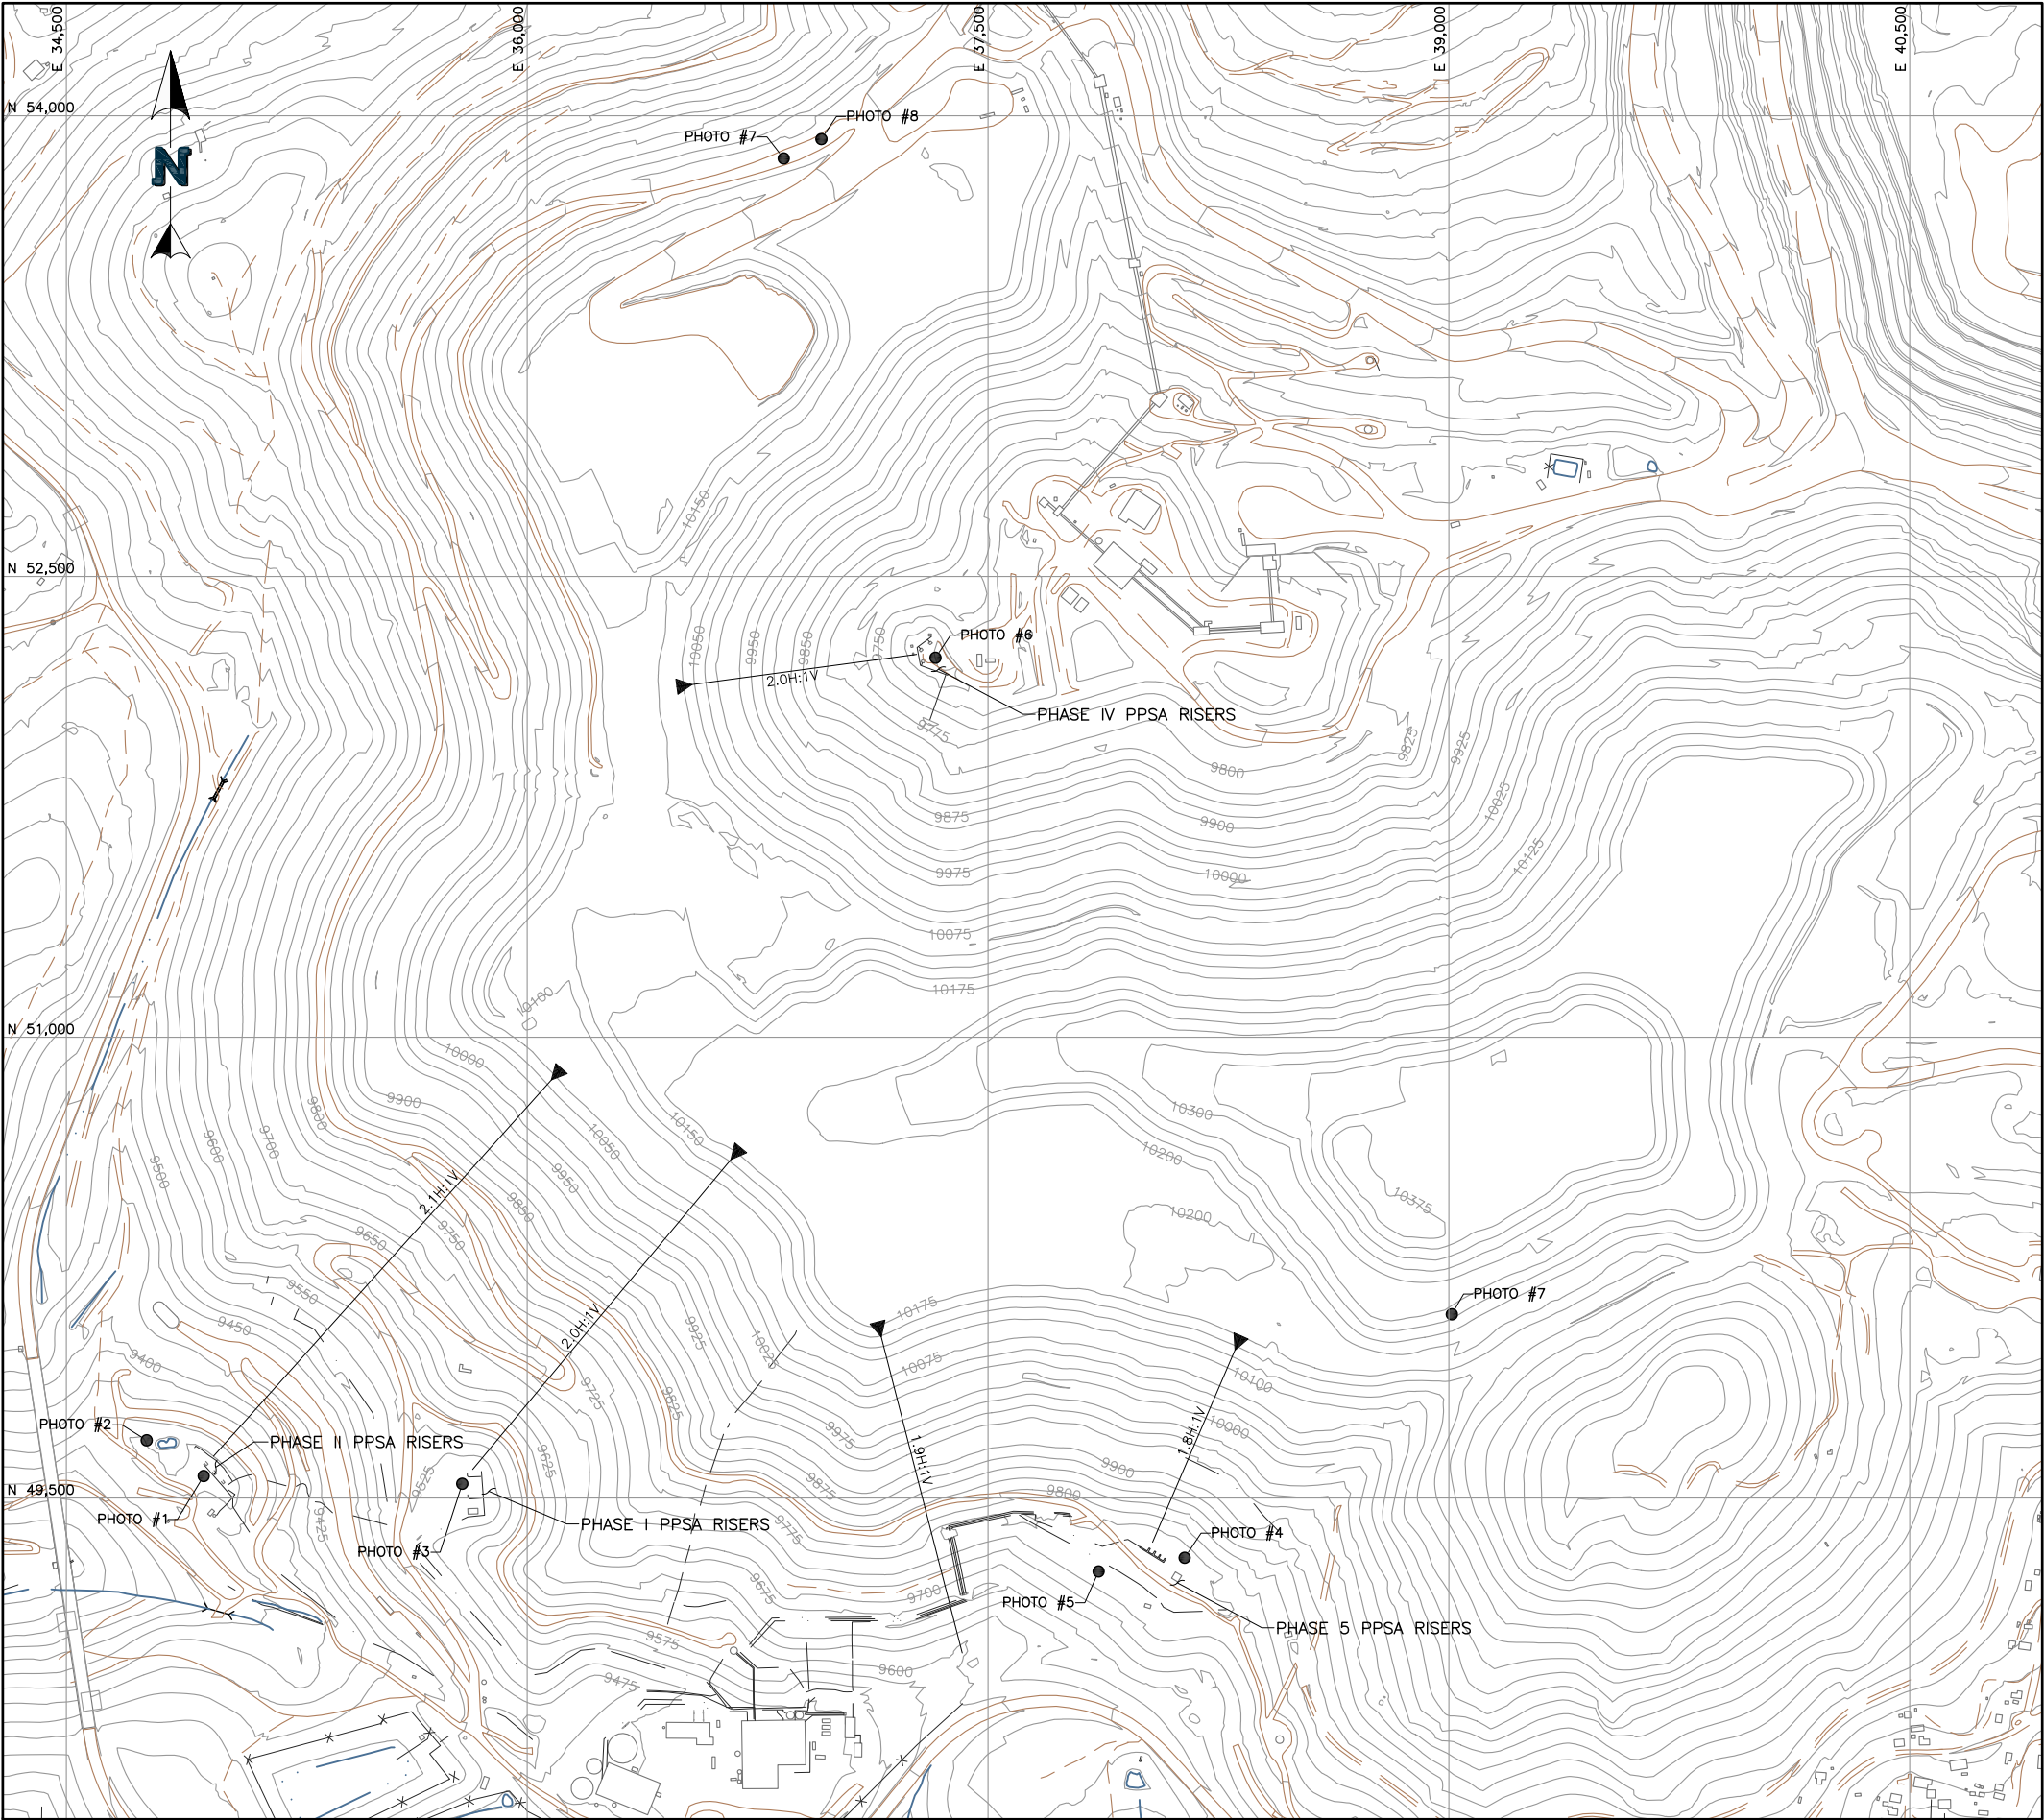 E 34,500
E 36,000
E 37,500
E 39,000
E 40,500
N 54,000
N
PHOTO #7
PHOTO #8
10150
N 52,500
10050
9950
9850
9750
PHOTO #6
2.0H:1V
PHASE IV PPSA RISERS
9775
9825
9925
9800
10025
9875
9900
10125
9975
10000
10075
10175
10100
N 51,000
10000
9900
9800
9700
9600
9500
10050
10150
9950
9850
10300
10200
10375
10200
2.1H:1V
9750
9650
9550
9450
9400
2.0H:1V
10175
10075
10025
9925
9825
9725
PHOTO #7
10100
10000
1.8H:1V
1.9H:1V
PHOTO #2
PHASE II PPSA RISERS
9975
9875
9900
9800
9625
9525
9425
N 49,500
PHOTO #1
PHASE I PPSA RISERS
9775
PHOTO #3
PHOTO #4
9675
9700
PHOTO #5
PHASE 5 PPSA RISERS
9575
9600
9475